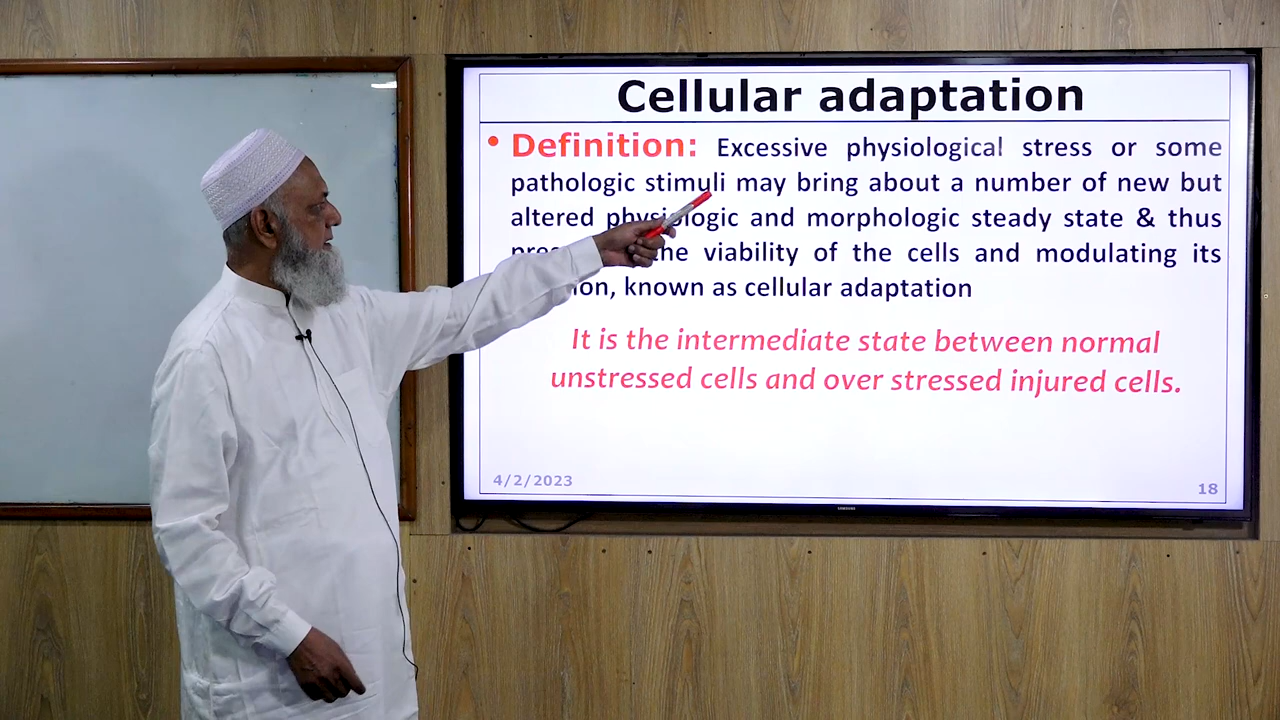 Cellular adaptation
• Definition: Excessive physiological stress or some
pathologic stimuli may bring about a number of new but
altered physiologic and morphologic steady state & thus
the viability of the cells and modulating its
known as cellular adaptation
It is the intermediate state between normal
unstressed cells and over stressed injured cells.
4/2/2023
18
SAMSUNG